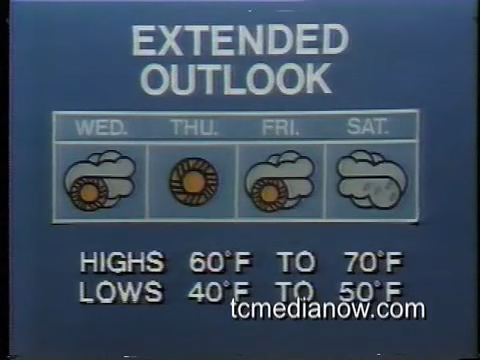 EXTENDED
OUTLOOK
WED. THU. FRI. SAT.
HIGHS 60°F TO 70°F
LOWS 40°F TO 50°F
tcmedianow.com